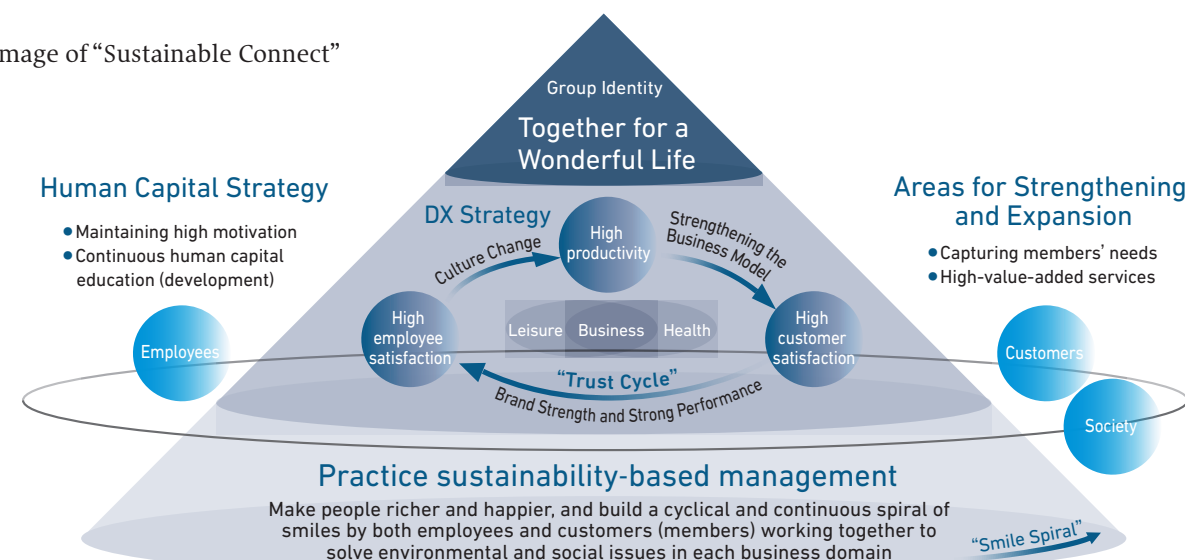 mage of “Sustainable Connect”
Group Identity
Together for a
Wonderful Life
Human Capital Strategy
● Maintaining high motivation
● Continuous human capital
education (development)
Employees
DX Strategy
Culture Change
High
productivity
Strengthening the
Business Model
High
employee
satisfaction
Leisure
Business
Health
High
customer
satisfaction
“Trust Cycle”
Brand Strength and Strong Performance
Areas for Strengthening
and Expansion
● Capturing members’ needs
● High-value-added services
Customers
Society
Practice sustainability-based management
Make people richer and happier, and build a cyclical and continuous spiral of
smiles by both employees and customers (members) working together to
solve environmental and social issues in each business domain
“Smile Spiral”